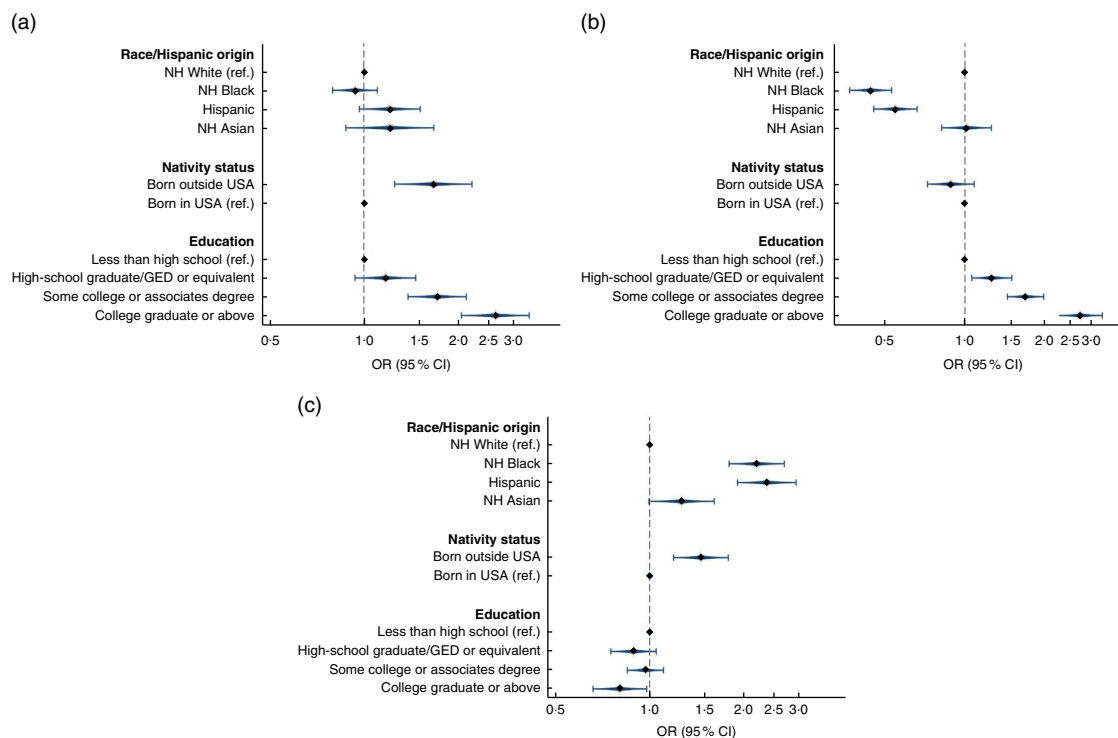 (a)
Race/Hispanic origin
NH White (ref.)
NH Black
Hispanic
NH Asian
Nativity status
Born outside USA
Born in USA (ref.)
Education
Less than high school (ref.)
High-school graduate/GED or equivalent
Some college or associates degree
College graduate or above
0·5 1·0 1·5 2·0 2·5 3·0
OR (95 % CI)
(b)
Race/Hispanic origin
NH White (ref.)
NH Black
Hispanic
NH Asian
Nativity status
Born outside USA
Born in USA (ref.)
Education
Less than high school (ref.)
High-school graduate/GED or equivalent
Some college or associates degree
College graduate or above
0·5 1·0 1·5 2·0 2·5 3·0
OR (95 % CI)
(c)
Race/Hispanic origin
NH White (ref.)
NH Black
Hispanic
NH Asian
Nativity status
Born outside USA
Born in USA (ref.)
Education
Less than high school (ref.)
High-school graduate/GED or equivalent
Some college or associates degree
College graduate or above
0·5 1·0 1·5 2·0 2·5 3·0
OR (95 % CI)